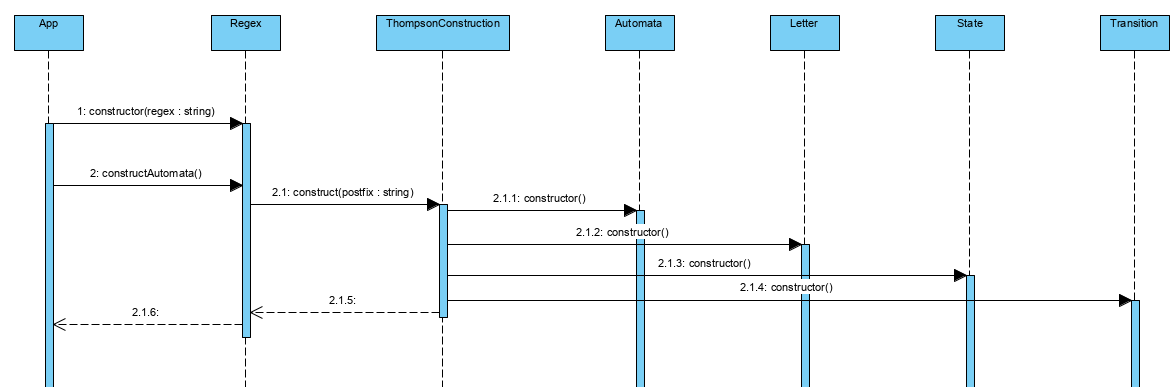 App
Regex
ThompsonConstruction
Automata
Letter
State
Transition
1: constructor(regex : string)
2: constructAutomata()
2.1: construct(postfix : string)
2.1.1: constructor()
2.1.2: constructor()
2.1.3: constructor()
2.1.4: constructor()
2.1.5:
2.1.6: